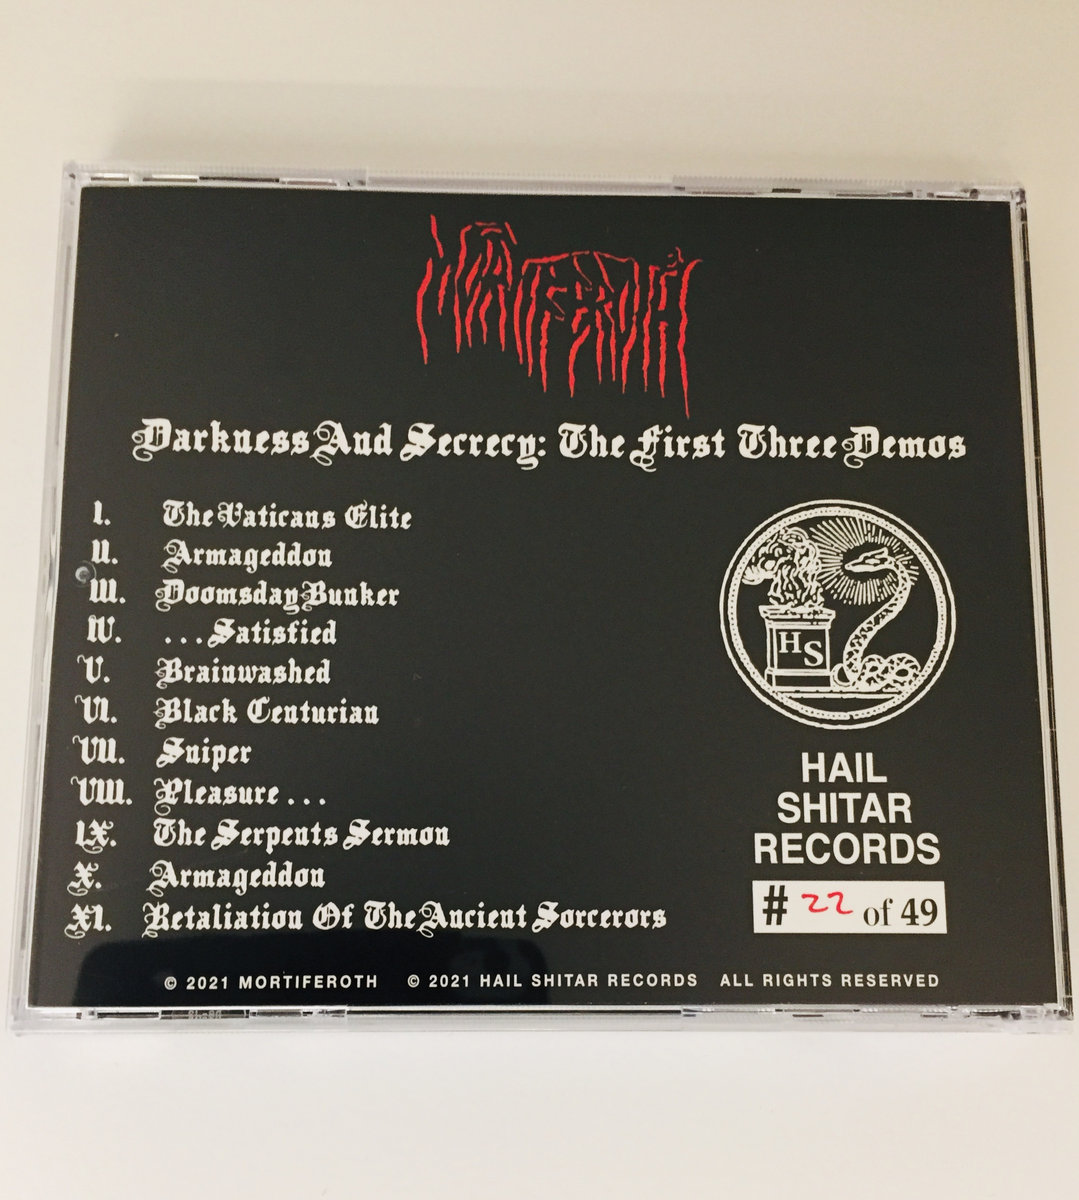 MORTIFEROTH
Darkness And Secrecy: The First Three Demos
I. The Vaticans Elite
II. Armageddon
III. Doomsday Bunker
IV. ...Satisfied
V. Brainwashed
VI. Black Centurian
VII. Sniper
VIII. Pleasure...
IX. The Serpents Sermon
X. Armageddon
XI. Retaliation Of The Ancient Sorcerors
HS
HAIL
SHITAR
RECORDS
# 22 of 49
© 2021 MORTIFEROTH © 2021 HAIL SHITAR RECORDS ALL RIGHTS RESERVED